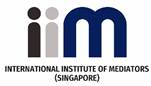 iim
INTERNATIONAL INSTITUTE OF MEDIATORS
(SINGAPORE)